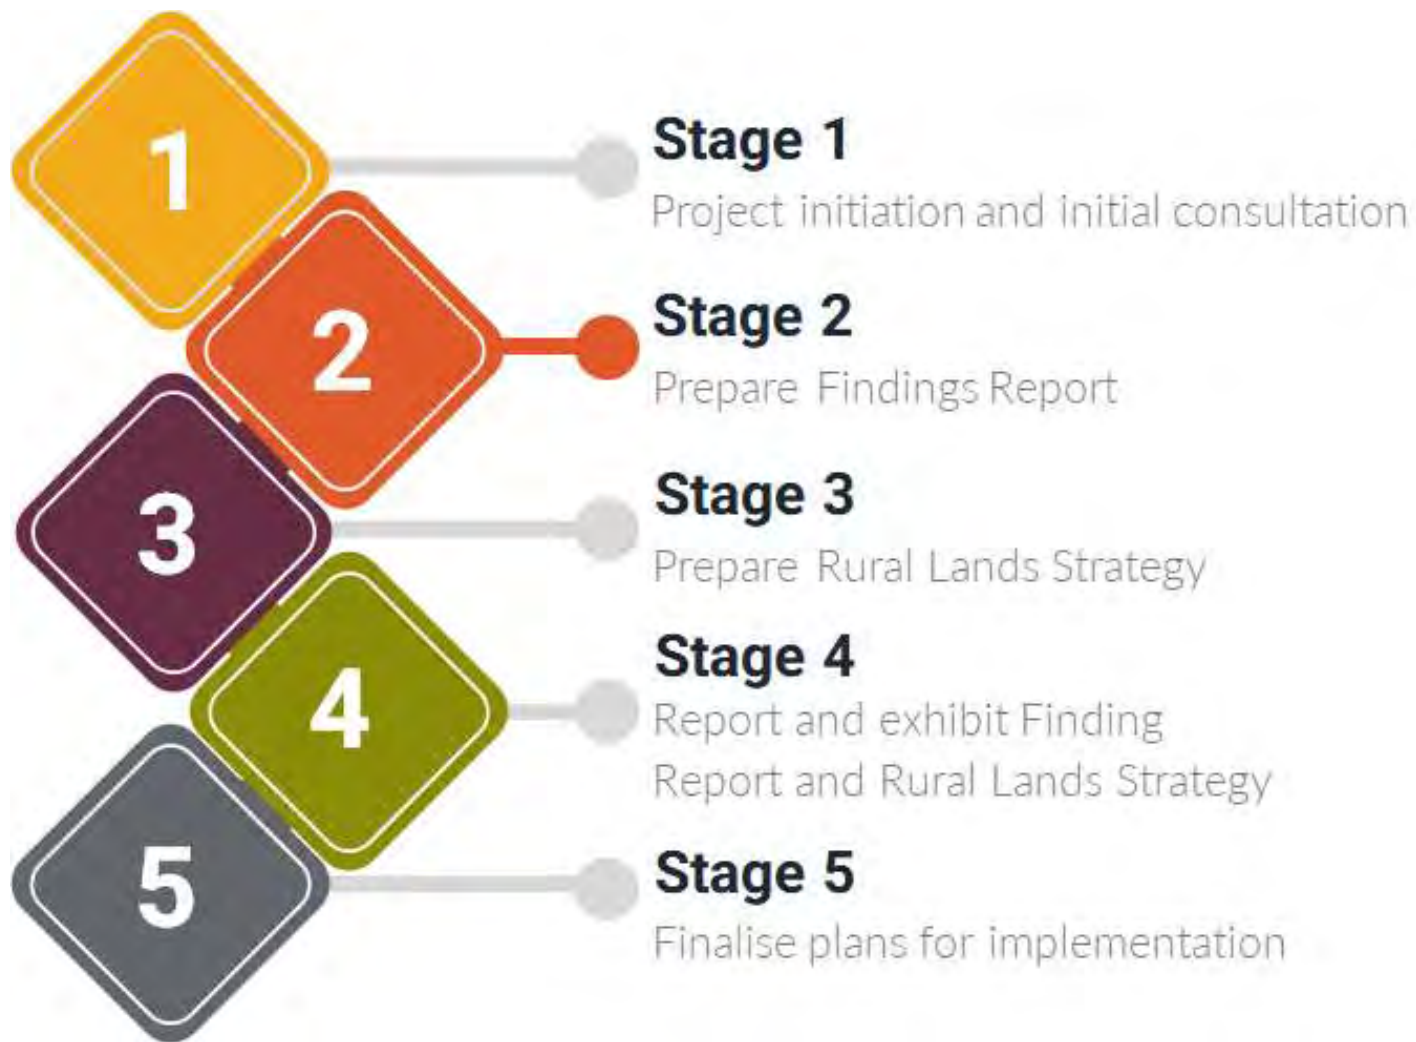 1
Stage 1
Project initiation and initial consultation
2
Stage 2
Prepare Findings Report
3
Stage 3
Prepare Rural Lands Strategy
4
Stage 4
Report and exhibit Finding
Report and Rural Lands Strategy
5
Stage 5
Finalise plans for implementation